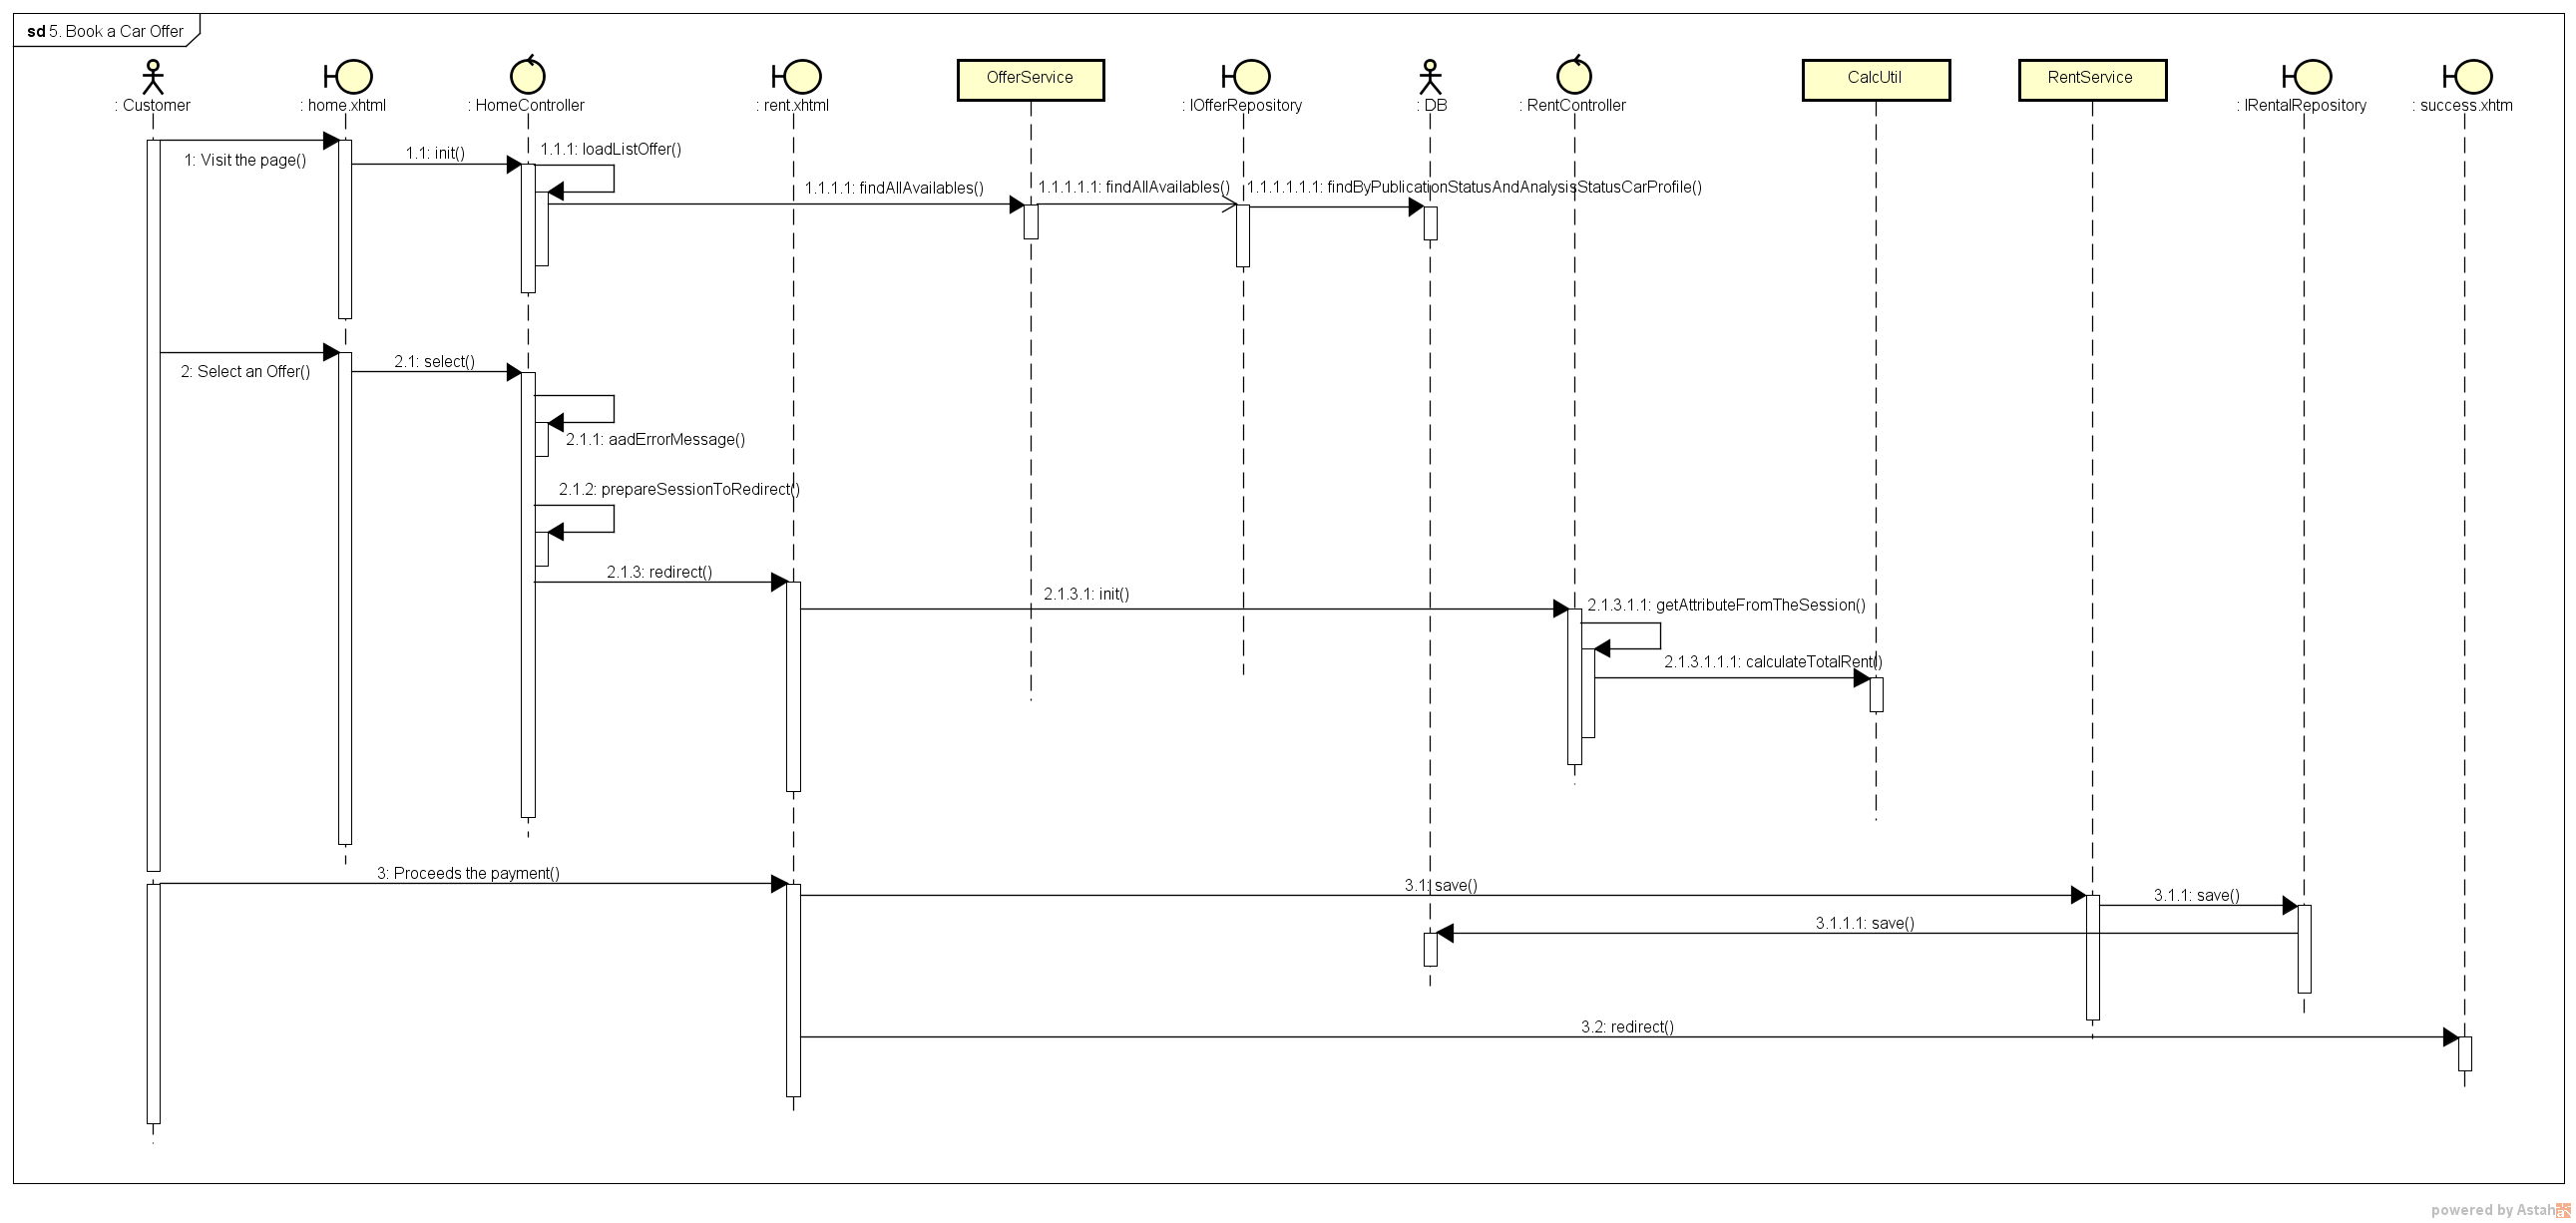 sd 5. Book a Car Offer
: Customer
: home.xhtml
: HomeController
: rent.xhtml
OfferService
: IOfferRepository
: DB
: RentController
CalcUtil
RentService
: IRentalRepository
: success.xhtm
1: Visit the page()
1.1: init()
1.1.1: loadListOffer()
1.1.1.1: findAllAvailables()
1.1.1.1.1: findAllAvailables()
1.1.1.1.1.1: findByPublicationStatusAndAnalysisStatusCarProfile()
2: Select an Offer()
2.1: select()
2.1.1: aadErrorMessage()
2.1.2: prepareSessionToRedirect()
2.1.3: redirect()
2.1.3.1: init()
2.1.3.1.1: getAttributeFromTheSession()
2.1.3.1.1.1: calculateTotalRent()
3: Proceeds the payment()
3.1: save()
3.1.1: save()
3.1.1.1: save()
3.2: redirect()
powered by Astah